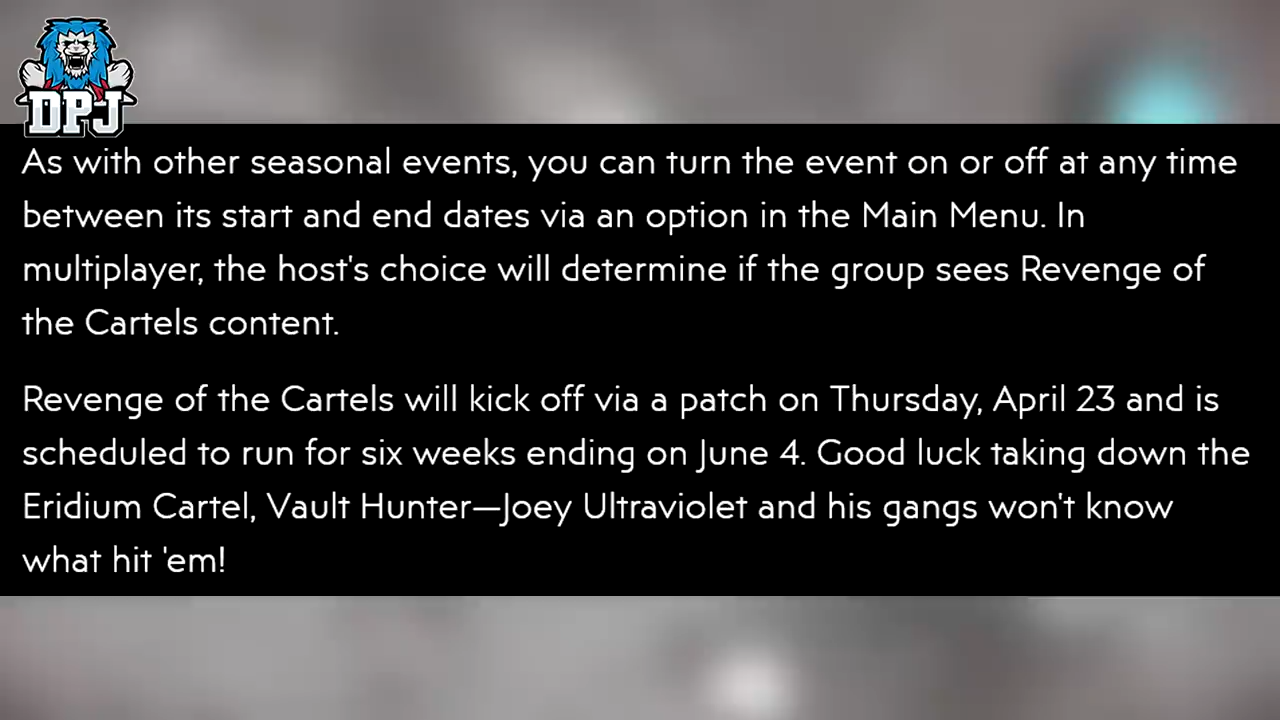 DPJ
As with other seasonal events, you can turn the event on or off at any time
between its start and end dates via an option in the Main Menu. In
multiplayer, the host's choice will determine if the group sees Revenge of
the Cartels content.
Revenge of the Cartels will kick off via a patch on Thursday, April 23 and is
scheduled to run for six weeks ending on June 4. Good luck taking down the
Eridium Cartel, Vault Hunter—Joey Ultraviolet and his gangs won't know
what hit 'em!